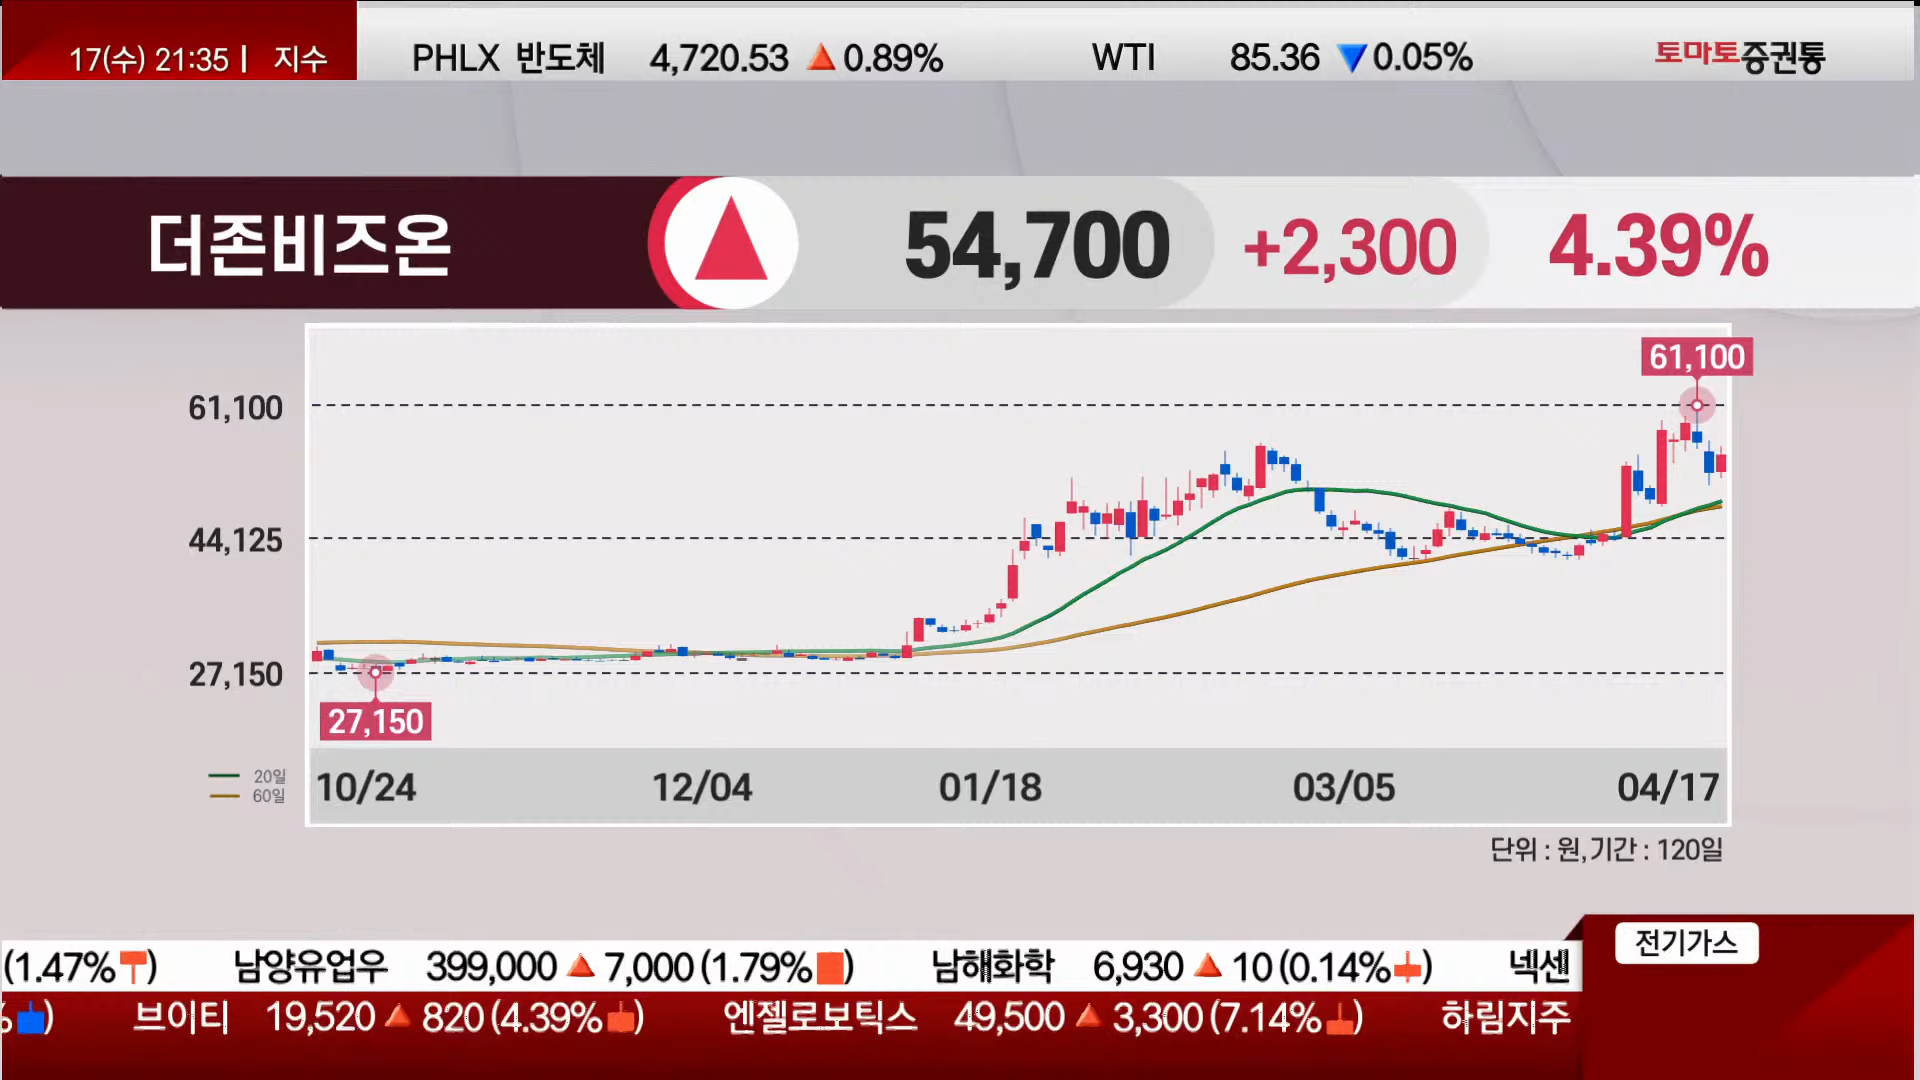 17(수) 21:35 | 지수 PHLX 반도체 4,720.53 ▲ 0.89% WTI 85.36 ▼ 0.05% 토마토증권통
더존비즈온 ▲ 54,700 +2,300 4.39%
61,100
61,100
44,125
27,150
27,150
20일
60일
10/24 12/04 01/18 03/05 04/17
단위 : 원, 기간 : 120일
전기가스
(1.47% ) 남양유업우 399,000 ▲ 7,000 (1.79% ) 남해화학 6,930 ▲ 10 (0.14% ) 넥센
% ) 브이티 19,520 ▲ 820 (4.39% ) 엔젤로보틱스 49,500 ▲ 3,300 (7.14% ) 하림지주